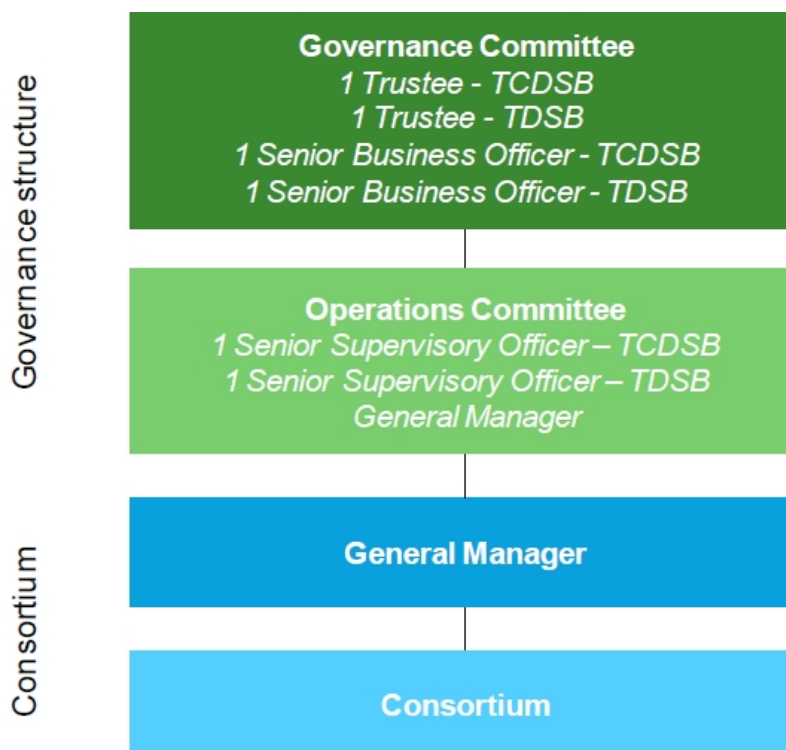 Governance structure
Governance Committee
1 Trustee - TCDSB
1 Trustee - TDSB
1 Senior Business Officer - TCDSB
1 Senior Business Officer - TDSB
Operations Committee
1 Senior Supervisory Officer – TCDSB
1 Senior Supervisory Officer – TDSB
General Manager
Consortium
General Manager
Consortium